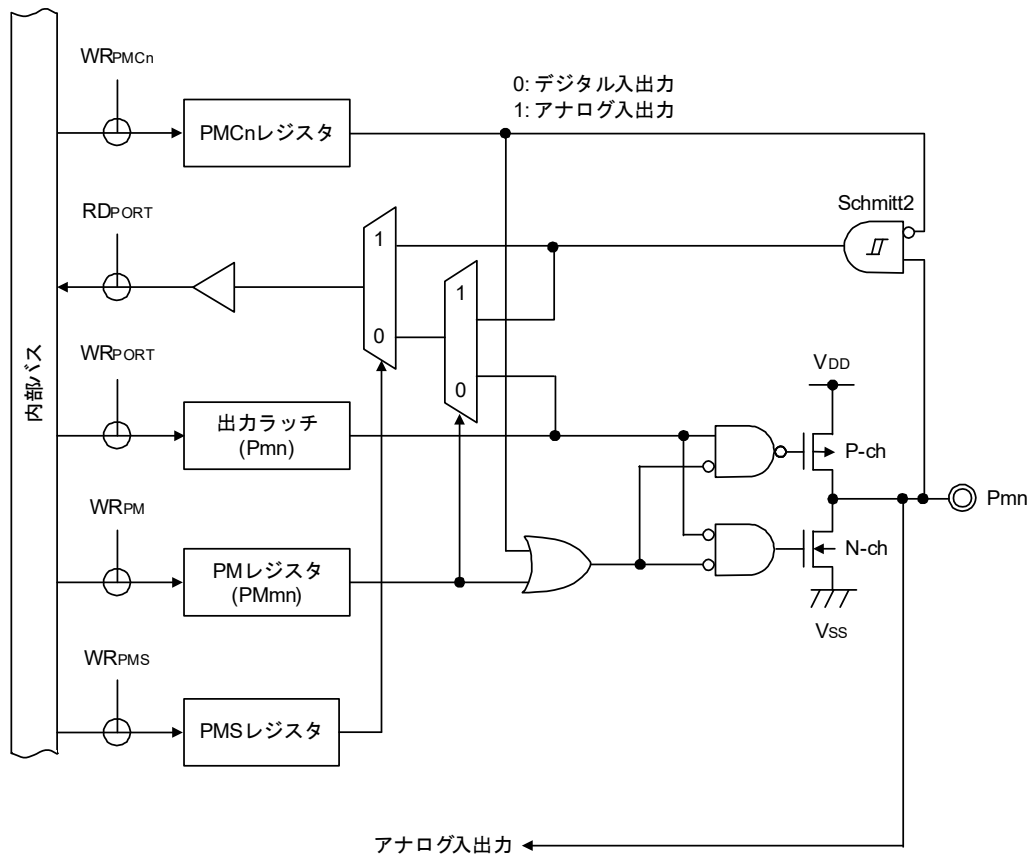 WRPMCn
0: デジタル入出力
1: アナログ入出力
PMCnレジスタ
Schmitt2
RDPORT
1
1
0
0
内部バス
WRPORT
VDD
出力ラッチ
(Pmn)
P-ch
Pmn
WRPM
N-ch
PMレジスタ
(PMmn)
VSS
WRPMS
PMSレジスタ
アナログ入出力